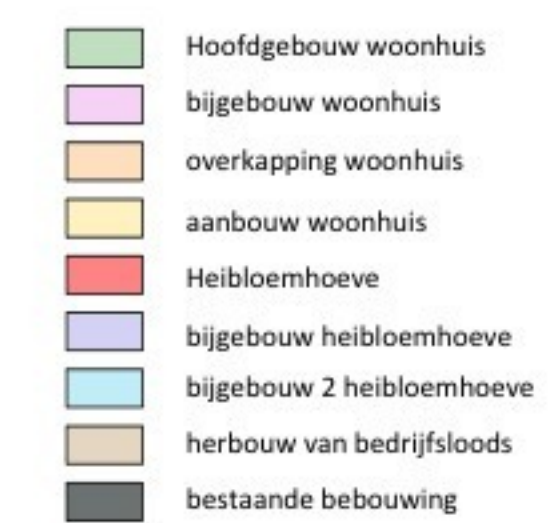 Hoofdgebouw woonhuis
bijgebouw woonhuis
overkapping woonhuis
aanbouw woonhuis
Heibloemhoeve
bijgebouw heibloemhoeve
bijgebouw 2 heibloemhoeve
herbouw van bedrijfsloods
bestaande bebouwing